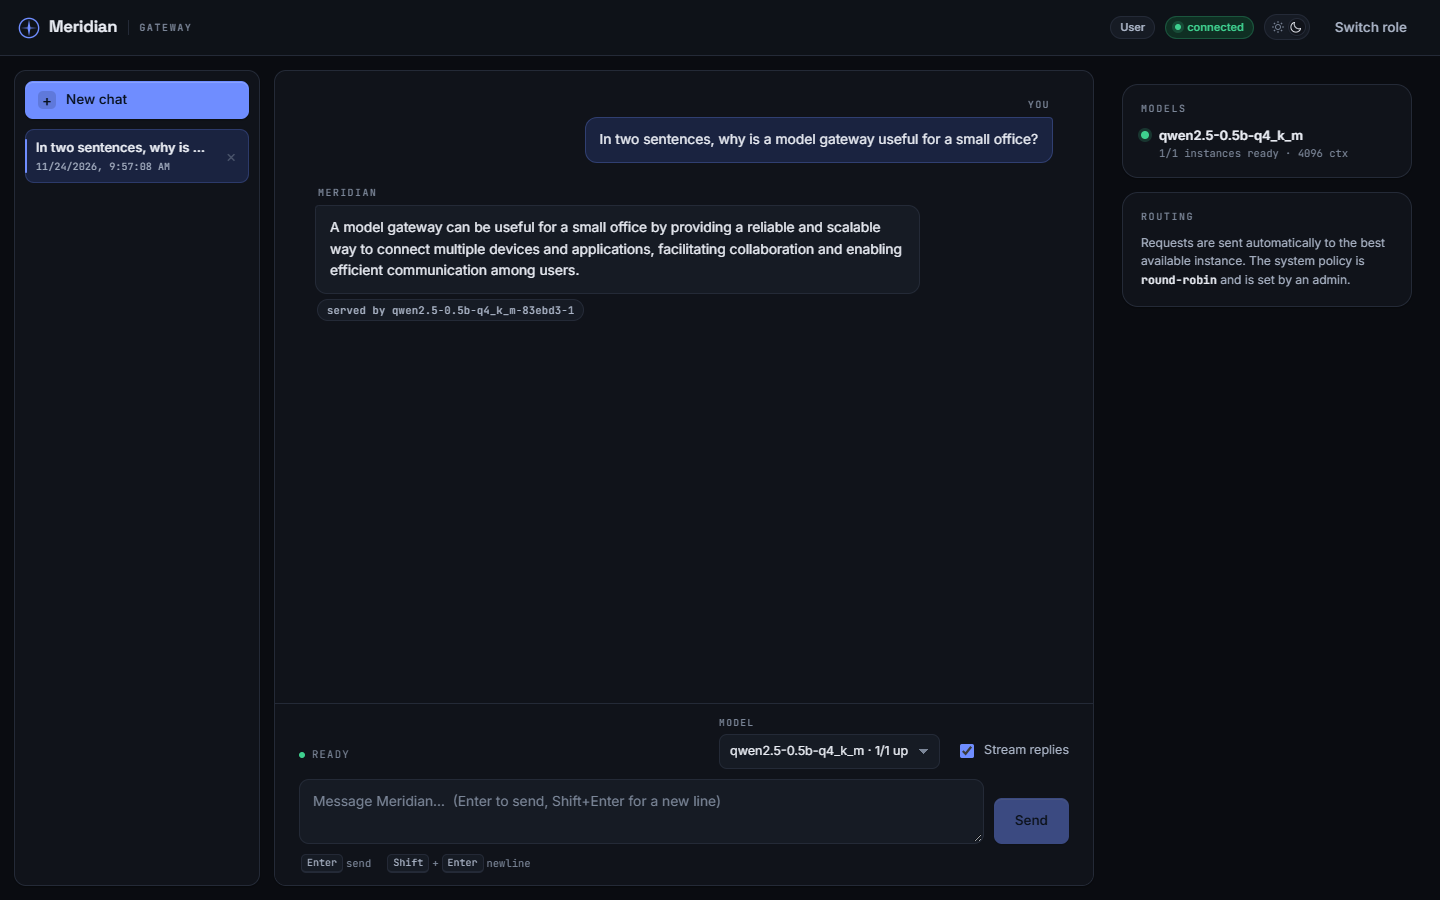 Meridian
GATEWAY
User
connected
Switch role
+ New chat
In two sentences, why is ...
11/24/2026, 9:57:08 AM
×
YOU
In two sentences, why is a model gateway useful for a small office?
MERIDIAN
A model gateway can be useful for a small office by providing a reliable and scalable
way to connect multiple devices and applications, facilitating collaboration and enabling
efficient communication among users.
served by qwen2.5-0.5b-q4_k_m-83ebd3-1
READY
MODEL
qwen2.5-0.5b-q4_k_m · 1/1 up
Stream replies
Message Meridian... (Enter to send, Shift+Enter for a new line)
Send
Enter send Shift + Enter newline
MODELS
qwen2.5-0.5b-q4_k_m
1/1 instances ready · 4096 ctx
ROUTING
Requests are sent automatically to the best
available instance. The system policy is
round-robin and is set by an admin.